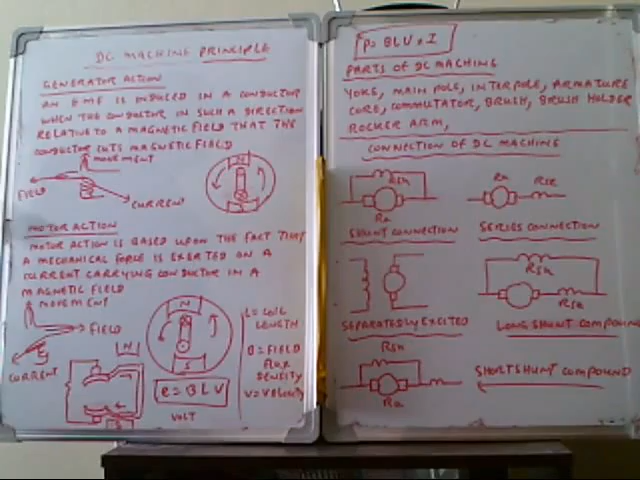 DC MACHINE PRINCIPLE
GENERATOR ACTION
AN EMF IS INDUCED IN A CONDUCTOR
WHEN THE CONDUCTOR IN SUCH A DIRECTION
RELATIVE TO A MAGNETIC FIELD THAT THE
CONDUCTOR CUTS MAGNETIC FIELD
MOVEMENT
FIELD
CURRENT
N
MOTOR ACTION
MOTOR ACTION IS BASED UPON THE FACT THAT
A MECHANICAL FORCE IS EXERTED ON A
CURRENT CARRYING CONDUCTOR IN A
MAGNETIC FIELD
MOVEMENT
FIELD
CURRENT
N
N
S
S
e = BLV
VOLT
L = COIL
LENGTH
B = FIELD
FLUX
DENSITY
V = VELOCITY
P = BLV x I
PARTS OF DC MACHINE
YOKE, MAIN POLE, INTERPOLE, ARMATURE
CORE, COMMUTATOR, BRUSH, BRUSH HOLDER
ROCKER ARM,
CONNECTION OF DC MACHINE
Rsh
Ra
SHUNT CONNECTION
Ra
Rse
SERIES CONNECTION
SEPARATELY EXCITED
Rsh
Rse
LONG SHUNT COMPOUND
Rsh
Ra
SHORT SHUNT COMPOUND